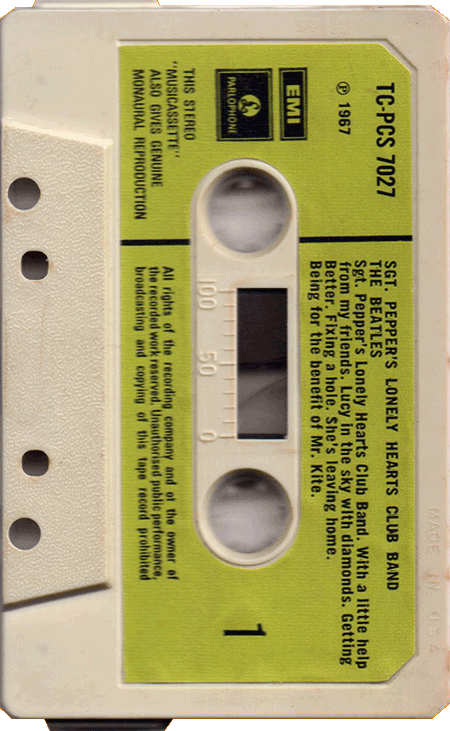 TC-PCS 7027
℗ 1967
EMI
PARLOPHONE
THIS STEREO
"MUSICASSETTE"
ALSO GIVES GENUINE
MONAURAL REPRODUCTION
SGT. PEPPER'S LONELY HEARTS CLUB BAND
THE BEATLES
Sgt. Pepper's Lonely Hearts Club Band. With a little help
from my friends. Lucy in the sky with diamonds. Getting
Better. Fixing a hole. She's leaving home.
Being for the benefit of Mr. Kite.
100 50 0
All rights of the recording company and of the owner of
the recorded work reserved. Unauthorised public performance,
broadcasting and copying of this tape record prohibited
1
MADE IN USA